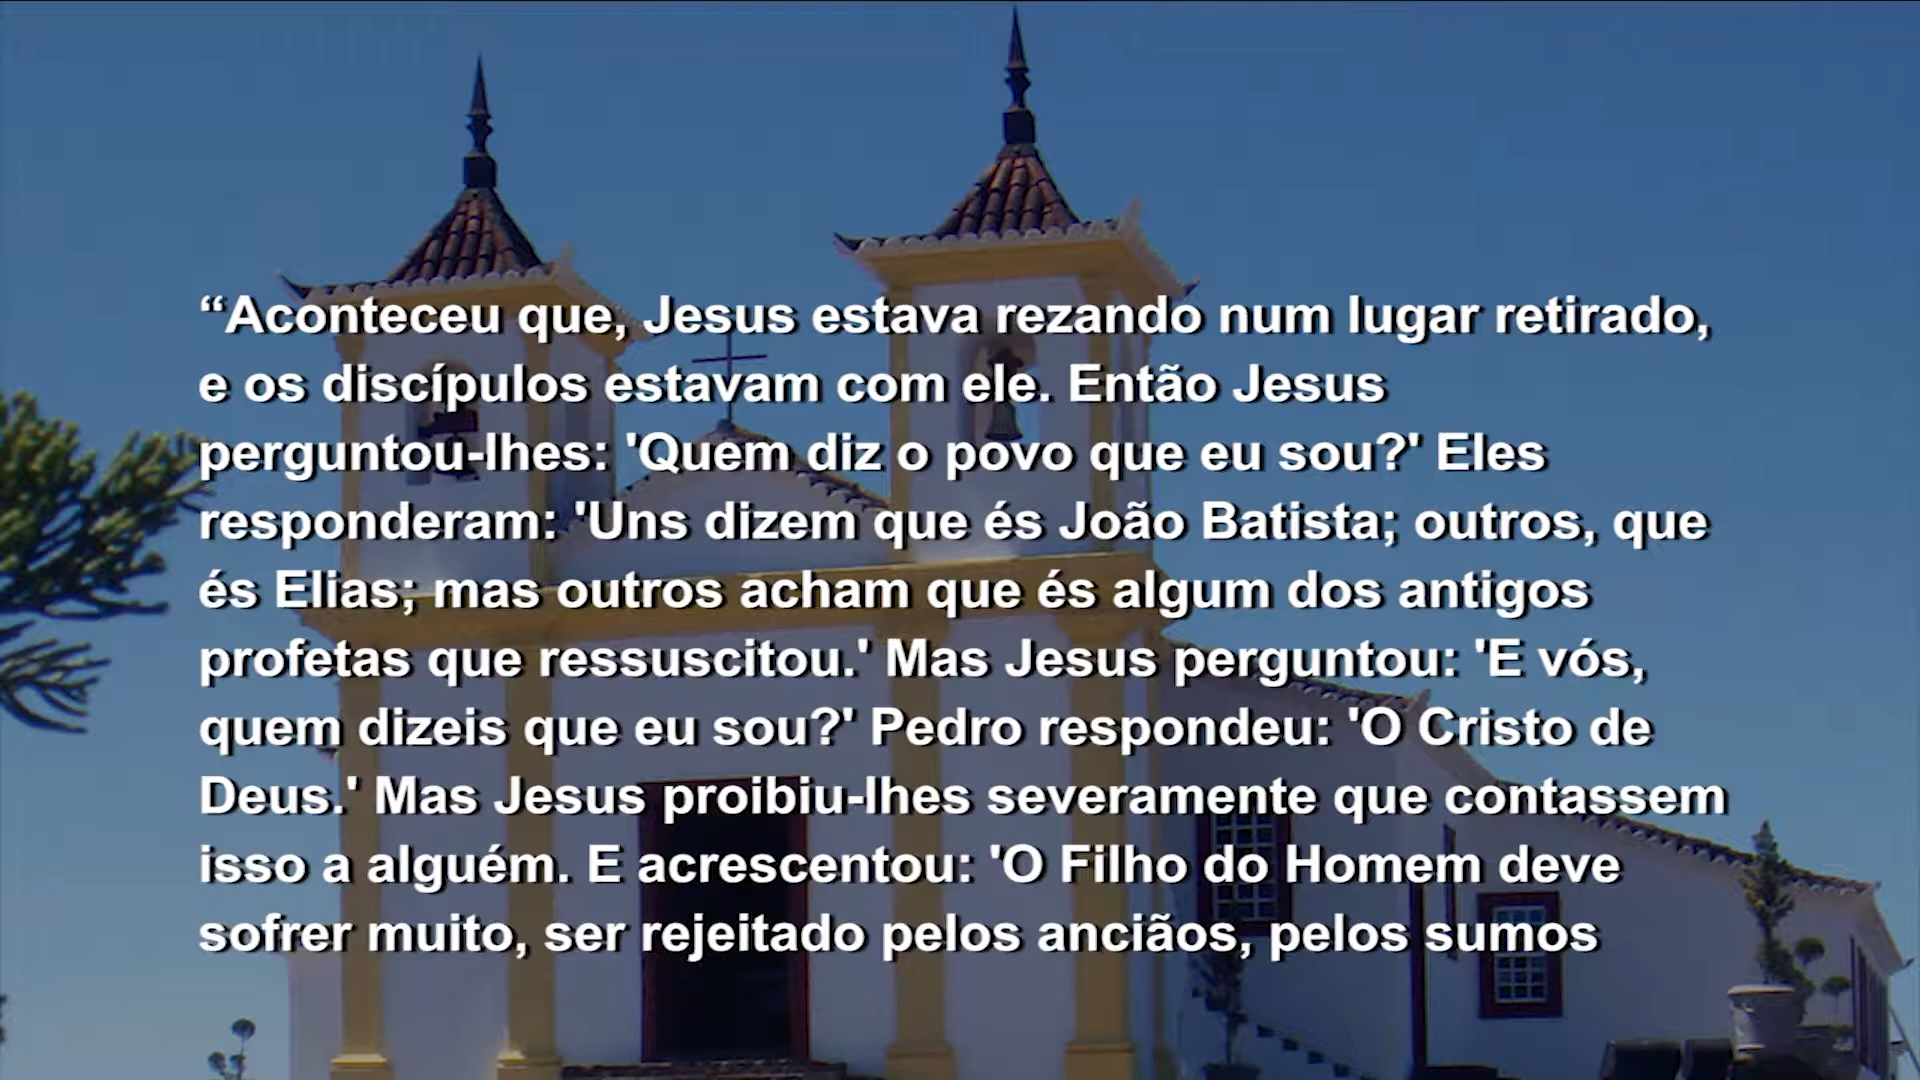 “Aconteceu que, Jesus estava rezando num lugar retirado,
e os discípulos estavam com ele. Então Jesus
perguntou-lhes: 'Quem diz o povo que eu sou?' Eles
responderam: 'Uns dizem que és João Batista; outros, que
és Elias; mas outros acham que és algum dos antigos
profetas que ressuscitou.' Mas Jesus perguntou: 'E vós,
quem dizeis que eu sou?' Pedro respondeu: 'O Cristo de
Deus.' Mas Jesus proibiu-lhes severamente que contassem
isso a alguém. E acrescentou: 'O Filho do Homem deve
sofrer muito, ser rejeitado pelos anciãos, pelos sumos